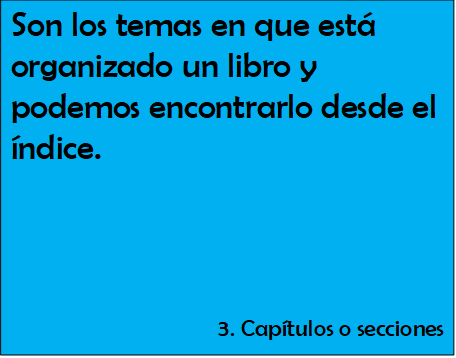 Son los temas en que está
organizado un libro y
podemos encontrarlo desde el
índice.
3. Capítulos o secciones